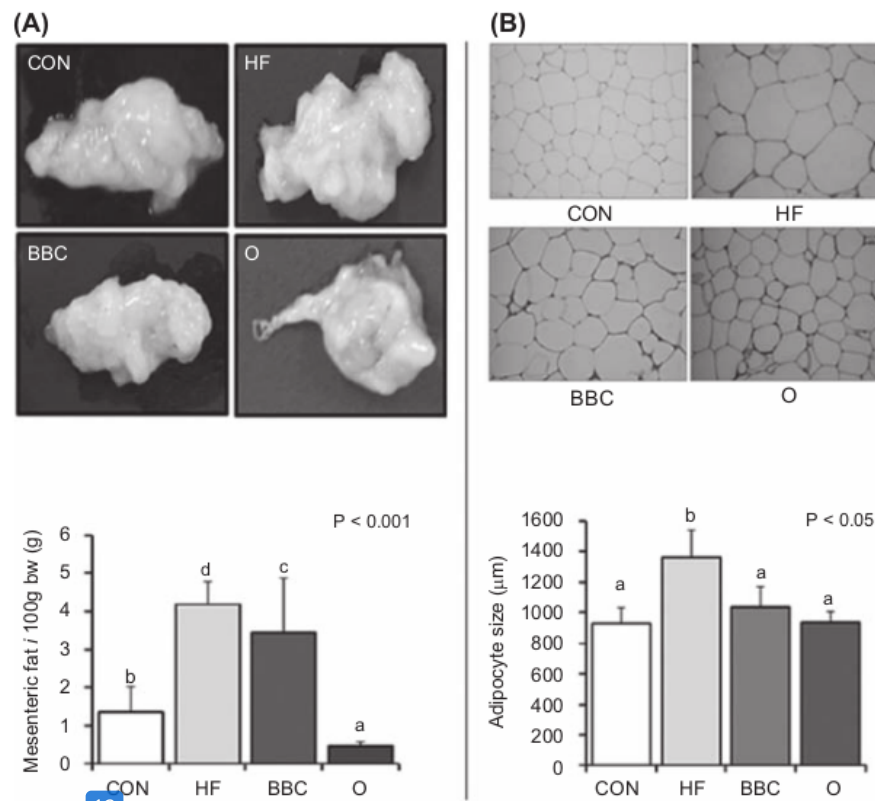 (A)
CON
HF
BBC
O
P < 0.001
Mesenteric fat / 100g bw (g)
6
5
4
3
2
1
0
b
d
c
a
CON
HF
BBC
O
(B)
CON
HF
BBC
O
P < 0.05
Adipocyte size (μm)
1600
1400
1200
1000
800
600
400
200
0
a
b
a
a
CON
HF
BBC
O